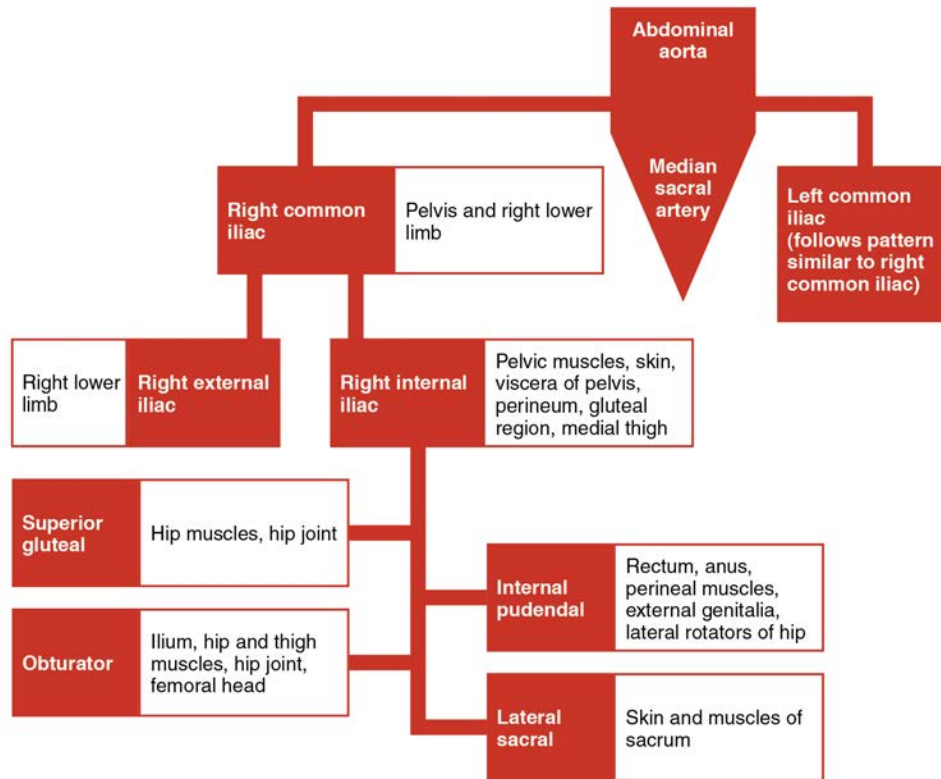 Abdominal
aorta
Median
sacral
artery
Right common
iliac
Pelvis and right lower
limb
Left common
iliac
(follows pattern
similar to right
common iliac)
Right lower
limb
Right external
iliac
Right internal
iliac
Pelvic muscles, skin,
viscera of pelvis,
perineum, gluteal
region, medial thigh
Superior
gluteal
Hip muscles, hip joint
Internal
pudendal
Rectum, anus,
perineal muscles,
external genitalia,
lateral rotators of hip
Obturator
Ilium, hip and thigh
muscles, hip joint,
femoral head
Lateral
sacral
Skin and muscles of
sacrum